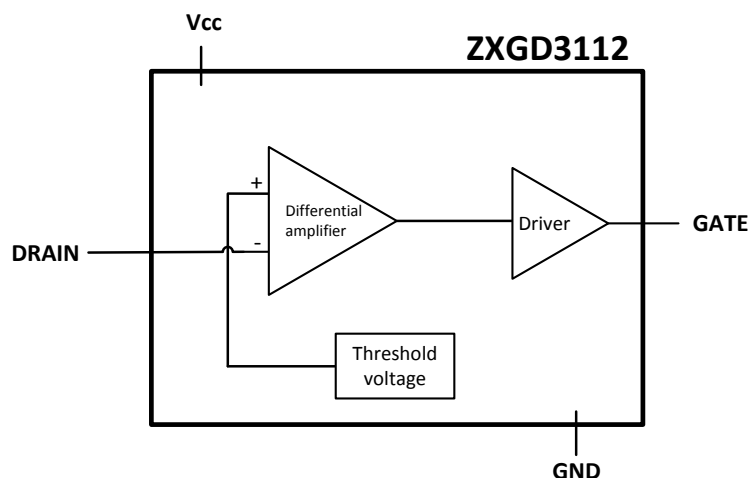 Vcc
ZXGD3112
+
Differential
amplifier
-
Driver
DRAIN
GATE
Threshold
voltage
GND